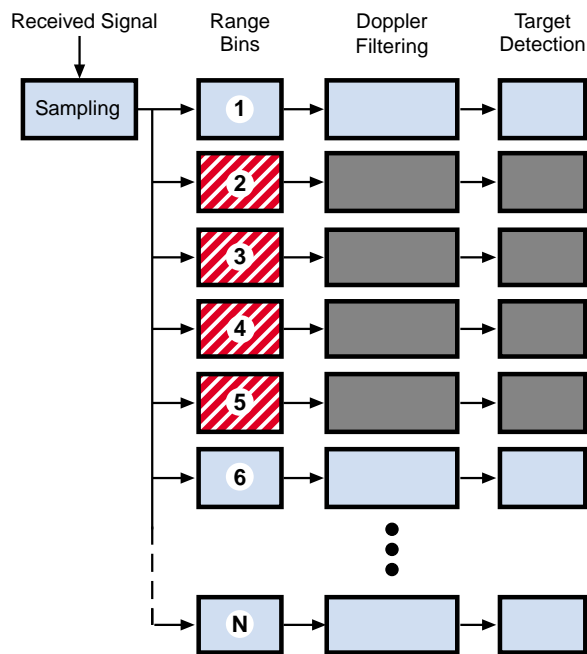 Received Signal
Range
Bins
Doppler
Filtering
Target
Detection
Sampling
1
2
3
4
5
6
N